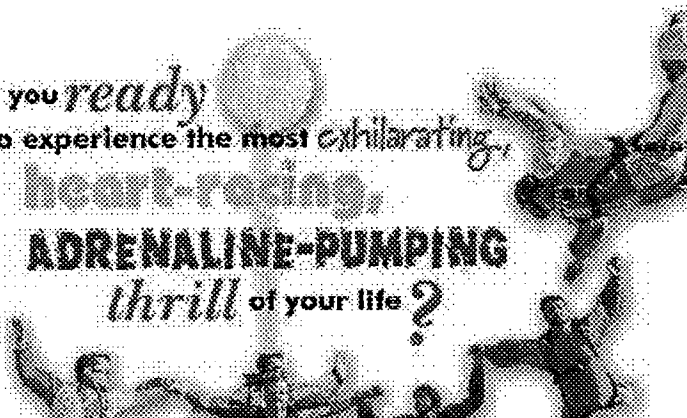 you ready
experience the most exhilarating,
heart-racing,
ADRENALINE-PUMPING
thrill of your life?